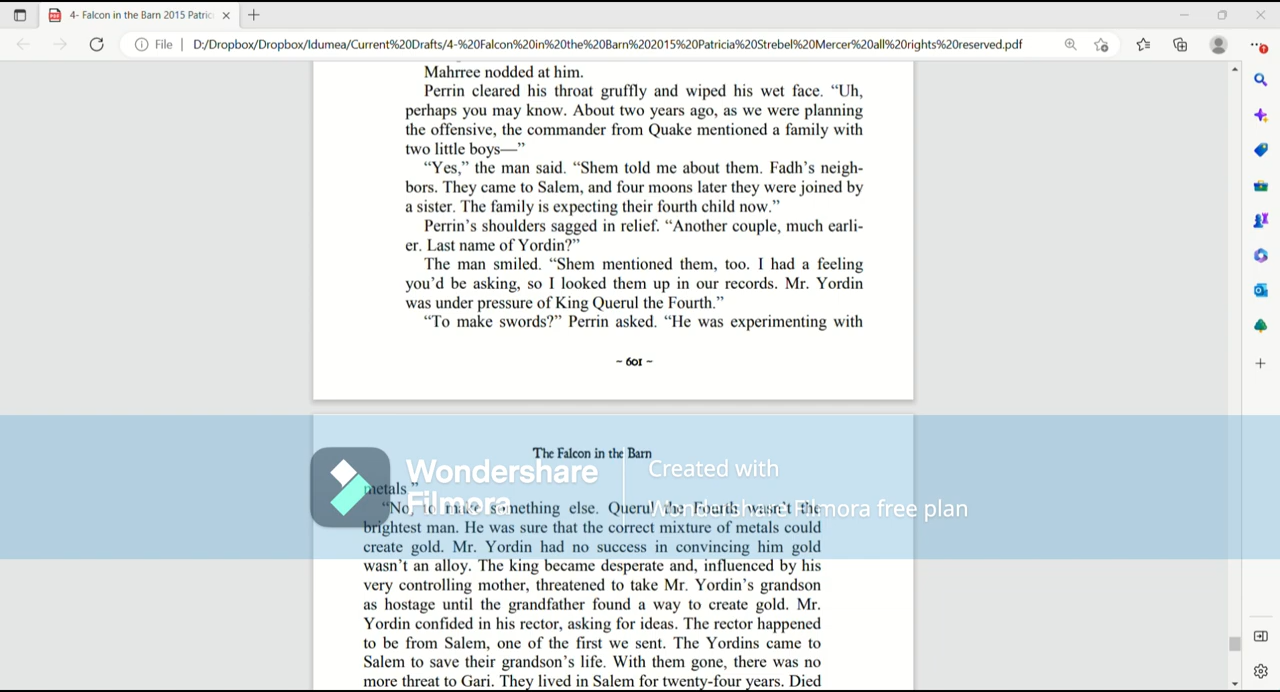 4- Falcon in the Barn 2015 Patric
File | D:/Dropbox/Dropbox/Idumea/Current%20Drafts/4-%20Falcon%20in%20the%20Barn%202015%20Patricia%20Strebel%20Mercer%20all%20rights%20reserved.pdf
Mahrree nodded at him.
Perrin cleared his throat gruffly and wiped his wet face. “Uh,
perhaps you may know. About two years ago, as we were planning
the offensive, the commander from Quake mentioned a family with
two little boys—”
“Yes,” the man said. “Shem told me about them. Fadh’s neigh-
bors. They came to Salem, and four moons later they were joined by
a sister. The family is expecting their fourth child now.”
Perrin’s shoulders sagged in relief. “Another couple, much earli-
er. Last name of Yordin?”
The man smiled. “Shem mentioned them, too. I had a feeling
you’d be asking, so I looked them up in our records. Mr. Yordin
was under pressure of King Querul the Fourth.”
“To make swords?” Perrin asked. “He was experimenting with
~ 601 ~
The Falcon in the Barn
Wondershare
Filmora
Created with
Wondershare Filmora free plan
metals.”
“No, to make something else. Querul the Fourth wasn’t the
brightest man. He was sure that the correct mixture of metals could
create gold. Mr. Yordin had no success in convincing him gold
wasn’t an alloy. The king became desperate and, influenced by his
very controlling mother, threatened to take Mr. Yordin’s grandson
as hostage until the grandfather found a way to create gold. Mr.
Yordin confided in his rector, asking for ideas. The rector happened
to be from Salem, one of the first we sent. The Yordins came to
Salem to save their grandson’s life. With them gone, there was no
more threat to Gari. They lived in Salem for twenty-four years. Died